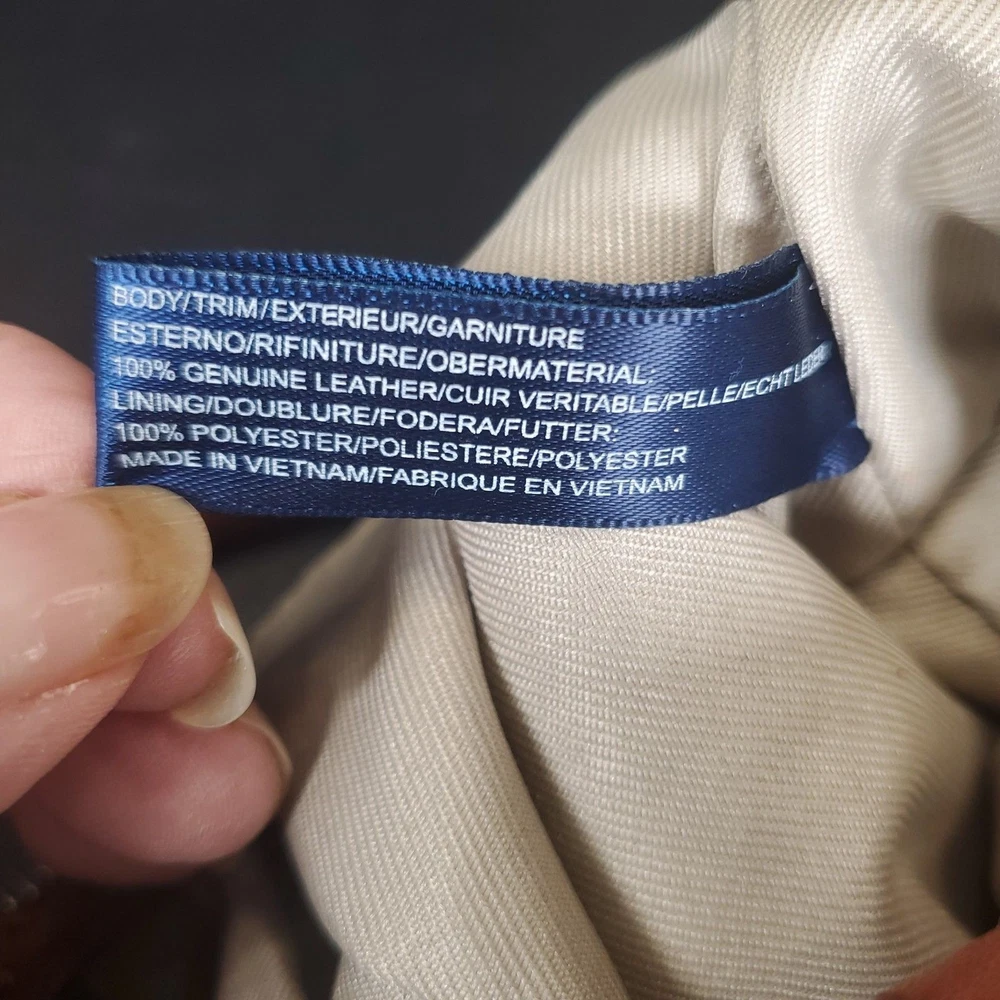 BODY/TRIM/EXTERIEUR/GARNITURE
ESTERNO/RIFINITURE/OBERMATERIAL:
100% GENUINE LEATHER/CUIR VERITABLE/PELLE/ECHT LEDER
LINING/DOUBLURE/FODERA/FUTTER:
100% POLYESTER/POLIESTERE/POLYESTER
MADE IN VIETNAM/FABRIQUE EN VIETNAM